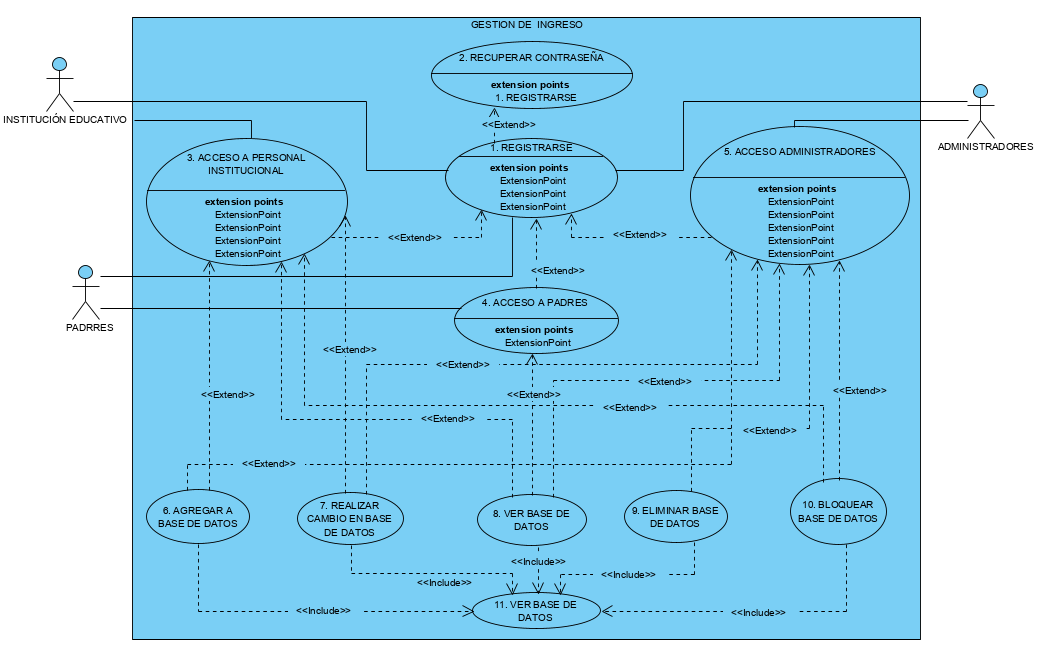 GESTION DE INGRESO
2. RECUPERAR CONTRASEÑA
extension points
1. REGISTRARSE
<<Extend>>
INSTITUCIÓN EDUCATIVO
ADMINISTRADORES
1. REGISTRARSE
extension points
ExtensionPoint
ExtensionPoint
ExtensionPoint
3. ACCESO A PERSONAL
INSTITUCIONAL
extension points
ExtensionPoint
ExtensionPoint
ExtensionPoint
ExtensionPoint
5. ACCESO ADMINISTRADORES
extension points
ExtensionPoint
ExtensionPoint
ExtensionPoint
ExtensionPoint
ExtensionPoint
<<Extend>>
<<Extend>>
<<Extend>>
PADRRES
4. ACCESO A PADRES
extension points
ExtensionPoint
<<Extend>>
<<Extend>>
<<Extend>>
<<Extend>>
<<Extend>>
<<Extend>>
<<Extend>>
<<Extend>>
<<Extend>>
<<Extend>>
6. AGREGAR A
BASE DE DATOS
7. REALIZAR
CAMBIO EN BASE
DE DATOS
8. VER BASE DE
DATOS
9. ELIMINAR BASE
DE DATOS
10. BLOQUEAR
BASE DE DATOS
<<Include>>
<<Include>>
<<Include>>
<<Include>>
<<Include>>
11. VER BASE DE
DATOS